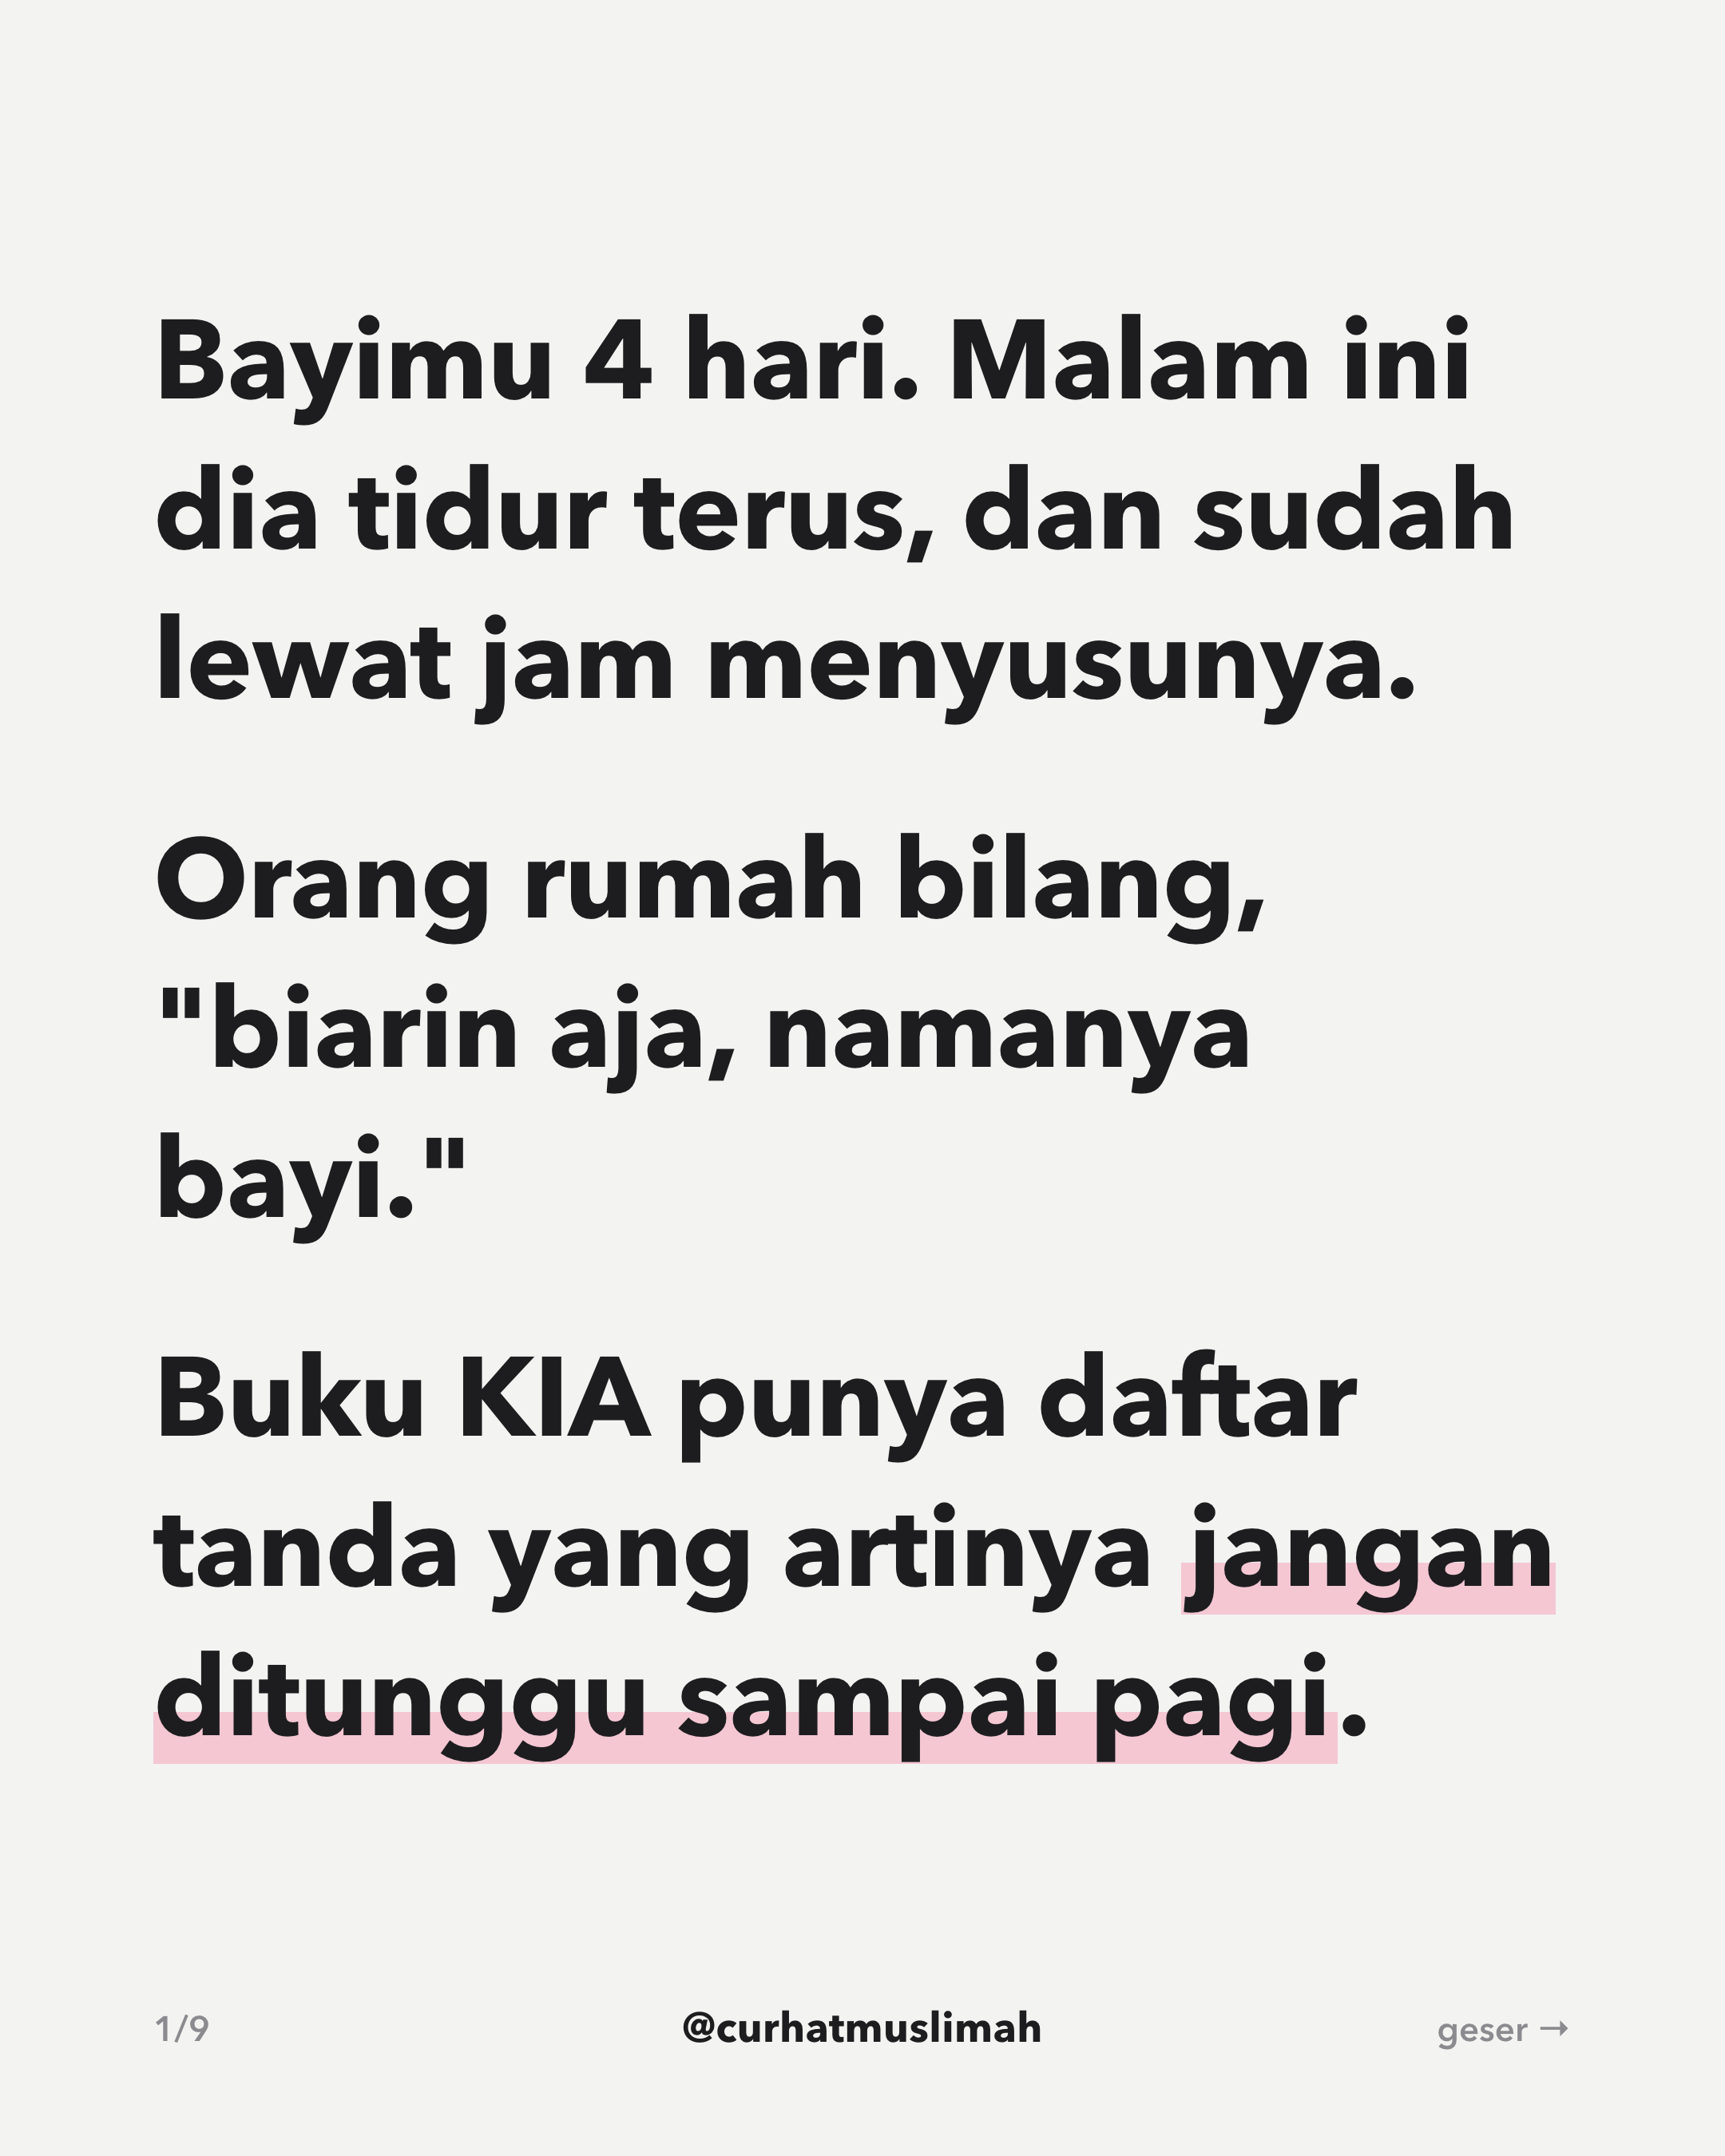 Bayimu 4 hari. Malam ini
dia tidur terus, dan sudah
lewat jam menyusunya.
Orang rumah bilang,
"biarin aja, namanya
bayi."
Buku KIA punya daftar
tanda yang artinya jangan
ditunggu sampai pagi.
1/9
@curhatmuslimah
geser →